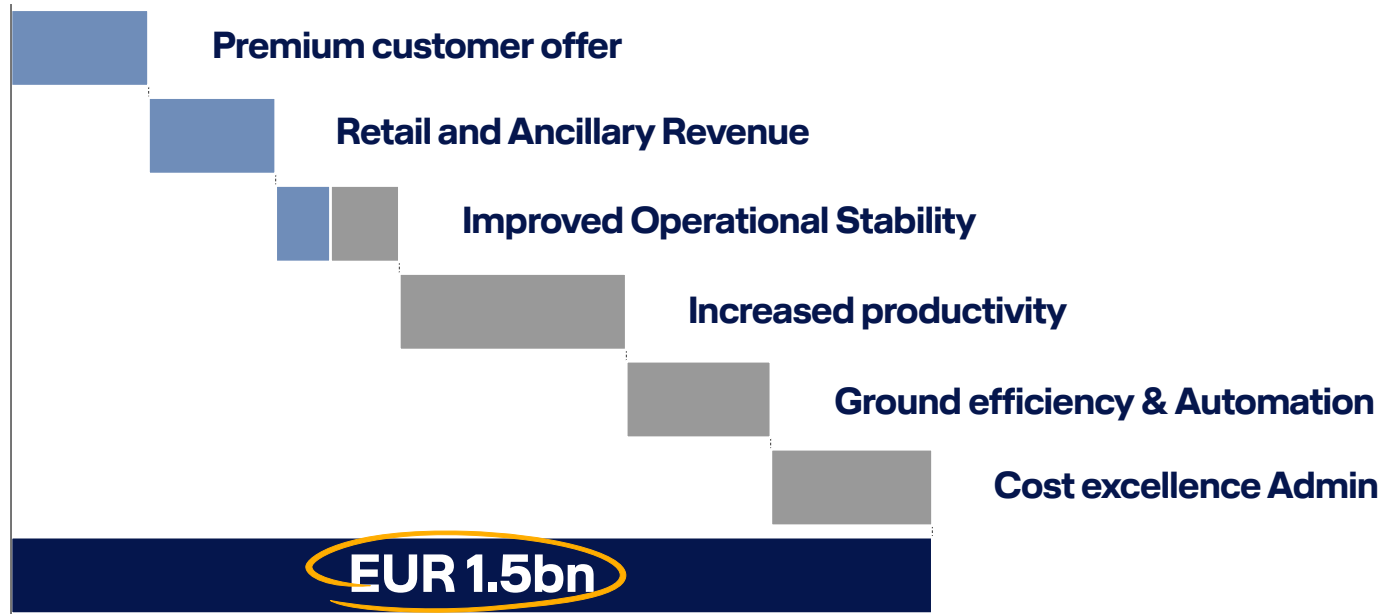 Premium customer offer
Retail and Ancillary Revenue
Improved Operational Stability
Increased productivity
Ground efficiency & Automation
Cost excellence Admin
EUR 1.5bn